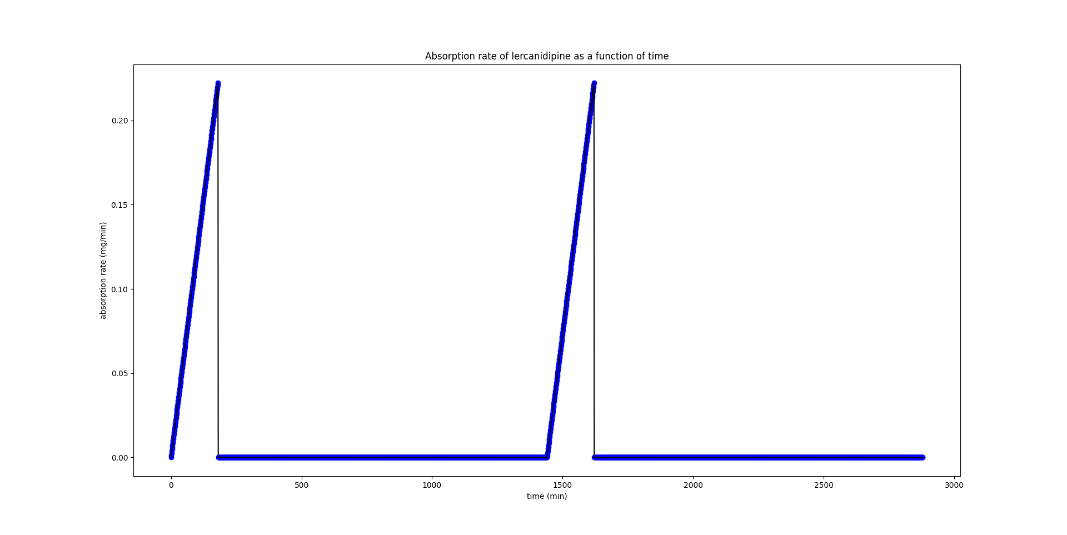 Absorption rate of lercanidipine as a function of time
absorption rate (mg/min)
0.20
0.15
0.10
0.05
0.00
0 500 1000 1500 2000 2500 3000
time (min)